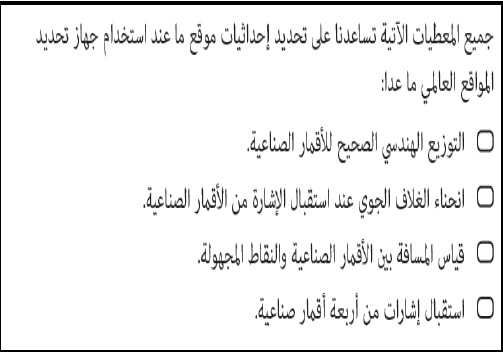 جميع المعطيات الآتية تساعدنا على تحديد إحداثيات موقع ما عند استخدام جهاز تحديد
المواقع العالمي ما عدا:
التوزيع الهندسي الصحيح للأقمار الصناعية.
انحناء الغلاف الجوي عند استقبال الإشارة من الأقمار الصناعية.
قياس المسافة بين الأقمار الصناعية والنقاط المجهولة.
استقبال إشارات من أربعة أقمار صناعية.